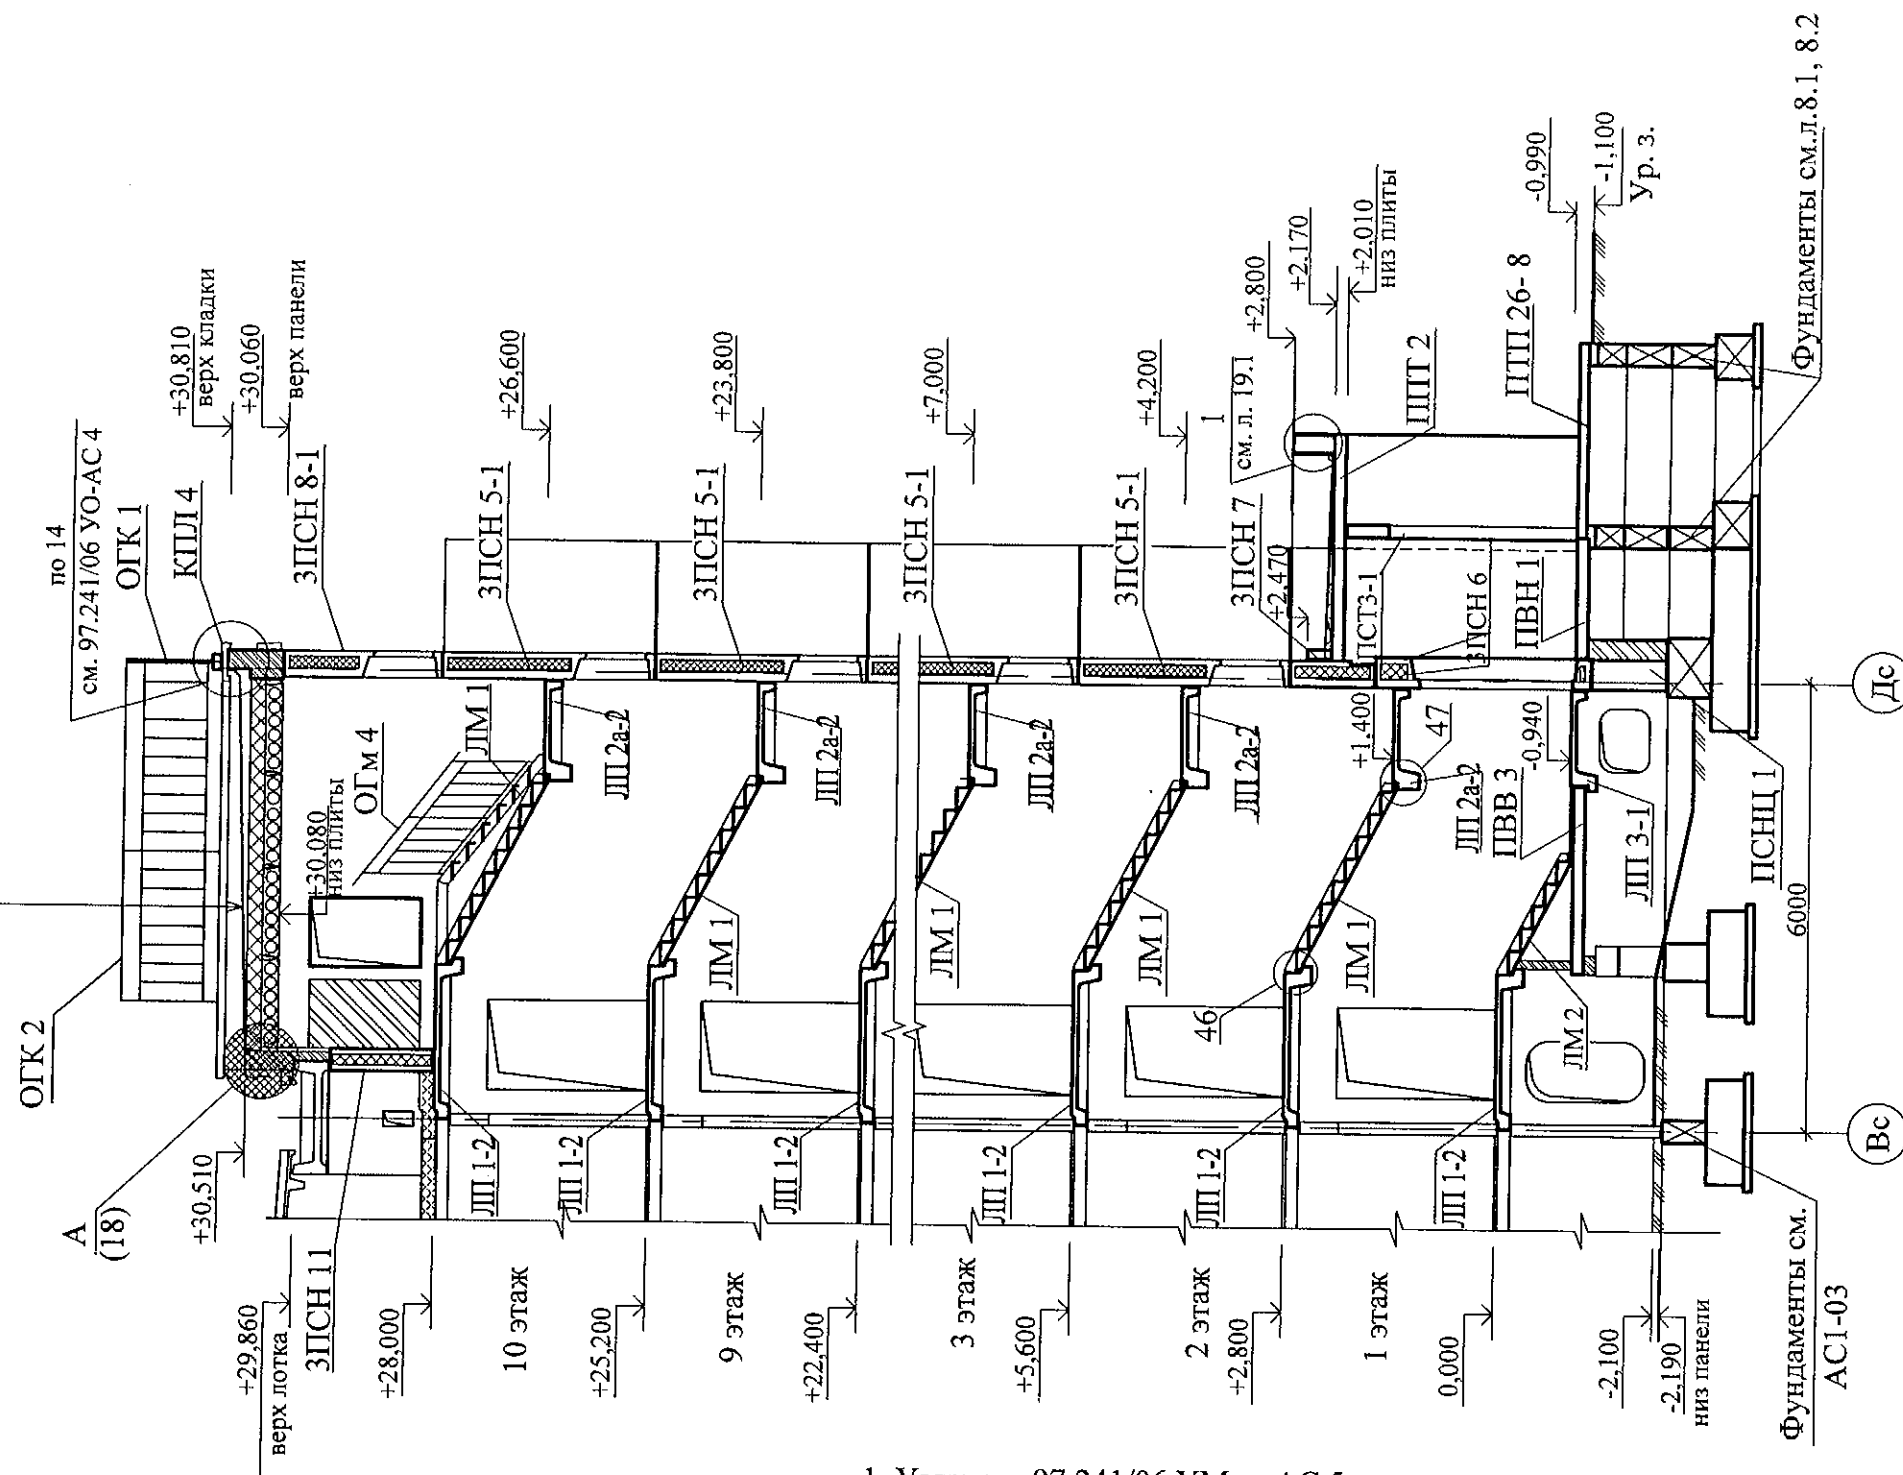 по 14
см. 97.241/06 УО-АС 4
ОГК 1
КПЛ 4
ОГК 2
+30,810
верх кладки
+30,060
верх панели
3ПСН 8-1
+26,600
3ПСН 5-1
+23,800
3ПСН 5-1
+7,000
3ПСН 5-1
+4,200
3ПСН 5-1
1
см. л. 19.1
+2,800
+2,170
+2,010
низ плиты
-0,990
-1,100
Ур. з.
Фундаменты см.л.8.1, 8.2
ППТ 2
ПТП 26-8
3ПСН 7
+2,470
ПСТ3-1
3ПСН 6
ПВН 1
ОГм 4
ЛМ 1
+30,080
низ плиты
ЛП 2а-2
ЛП 2а-2
ЛП 2а-2
ЛП 2а-2
+1,400
47
ЛП 2а-2
-0,940
ПВВ 3
ЛП 3-1
ПСНЦ 1
Дс
6000
Вс
ЛМ 1
ЛМ 1
ЛМ 1
46
ЛМ 1
ЛМ 2
А
(18)
+30,510
3ПСН 11
ЛП 1-2
ЛП 1-2
ЛП 1-2
ЛП 1-2
ЛП 1-2
ЛП 1-2
+29,860
верх лотка
+28,000
10 этаж
+25,200
9 этаж
+22,400
3 этаж
+5,600
2 этаж
+2,800
1 этаж
0,000
-2,100
-2,190
низ панели
Фундаменты см.
АС1-03